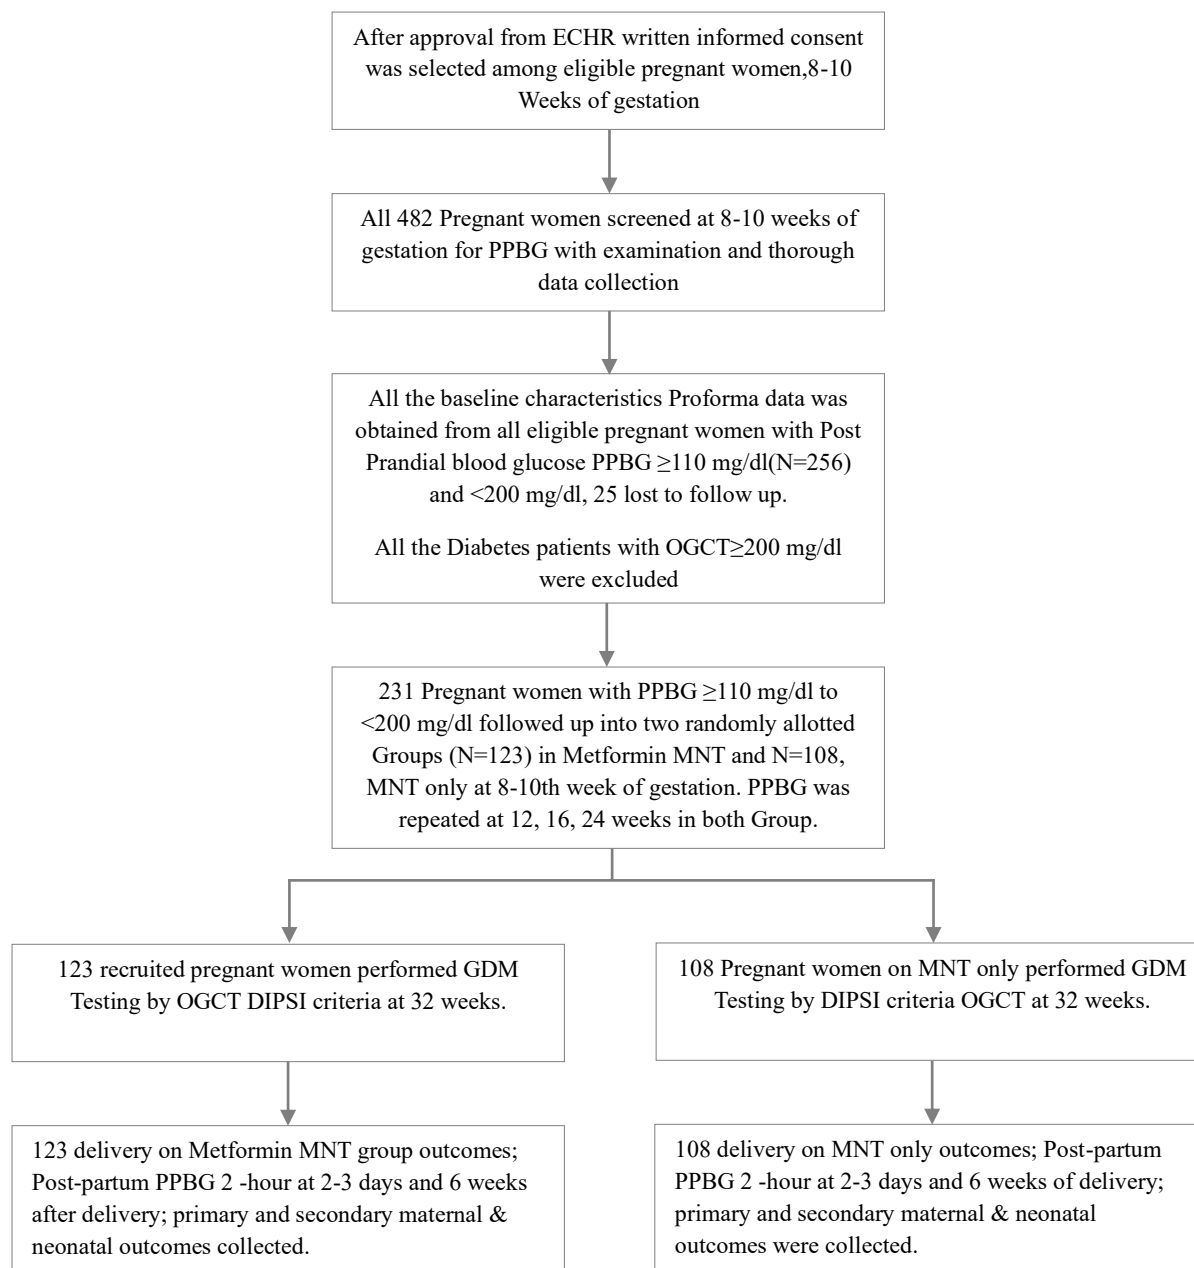 After approval from ECHR written informed consent
was selected among eligible pregnant women,8-10
Weeks of gestation
All 482 Pregnant women screened at 8-10 weeks of
gestation for PPBG with examination and thorough
data collection
All the baseline characteristics Proforma data was
obtained from all eligible pregnant women with Post
Prandial blood glucose PPBG ≥110 mg/dl(N=256)
and <200 mg/dl, 25 lost to follow up.
All the Diabetes patients with OGCT≥200 mg/dl
were excluded
231 Pregnant women with PPBG ≥110 mg/dl to
<200 mg/dl followed up into two randomly allotted
Groups (N=123) in Metformin MNT and N=108,
MNT only at 8-10th week of gestation. PPBG was
repeated at 12, 16, 24 weeks in both Group.
123 recruited pregnant women performed GDM
Testing by OGCT DIPSI criteria at 32 weeks.
108 Pregnant women on MNT only performed GDM
Testing by DIPSI criteria OGCT at 32 weeks.
123 delivery on Metformin MNT group outcomes;
Post-partum PPBG 2 -hour at 2-3 days and 6 weeks
after delivery; primary and secondary maternal &
neonatal outcomes collected.
108 delivery on MNT only outcomes; Post-partum
PPBG 2 -hour at 2-3 days and 6 weeks of delivery;
primary and secondary maternal & neonatal
outcomes were collected.